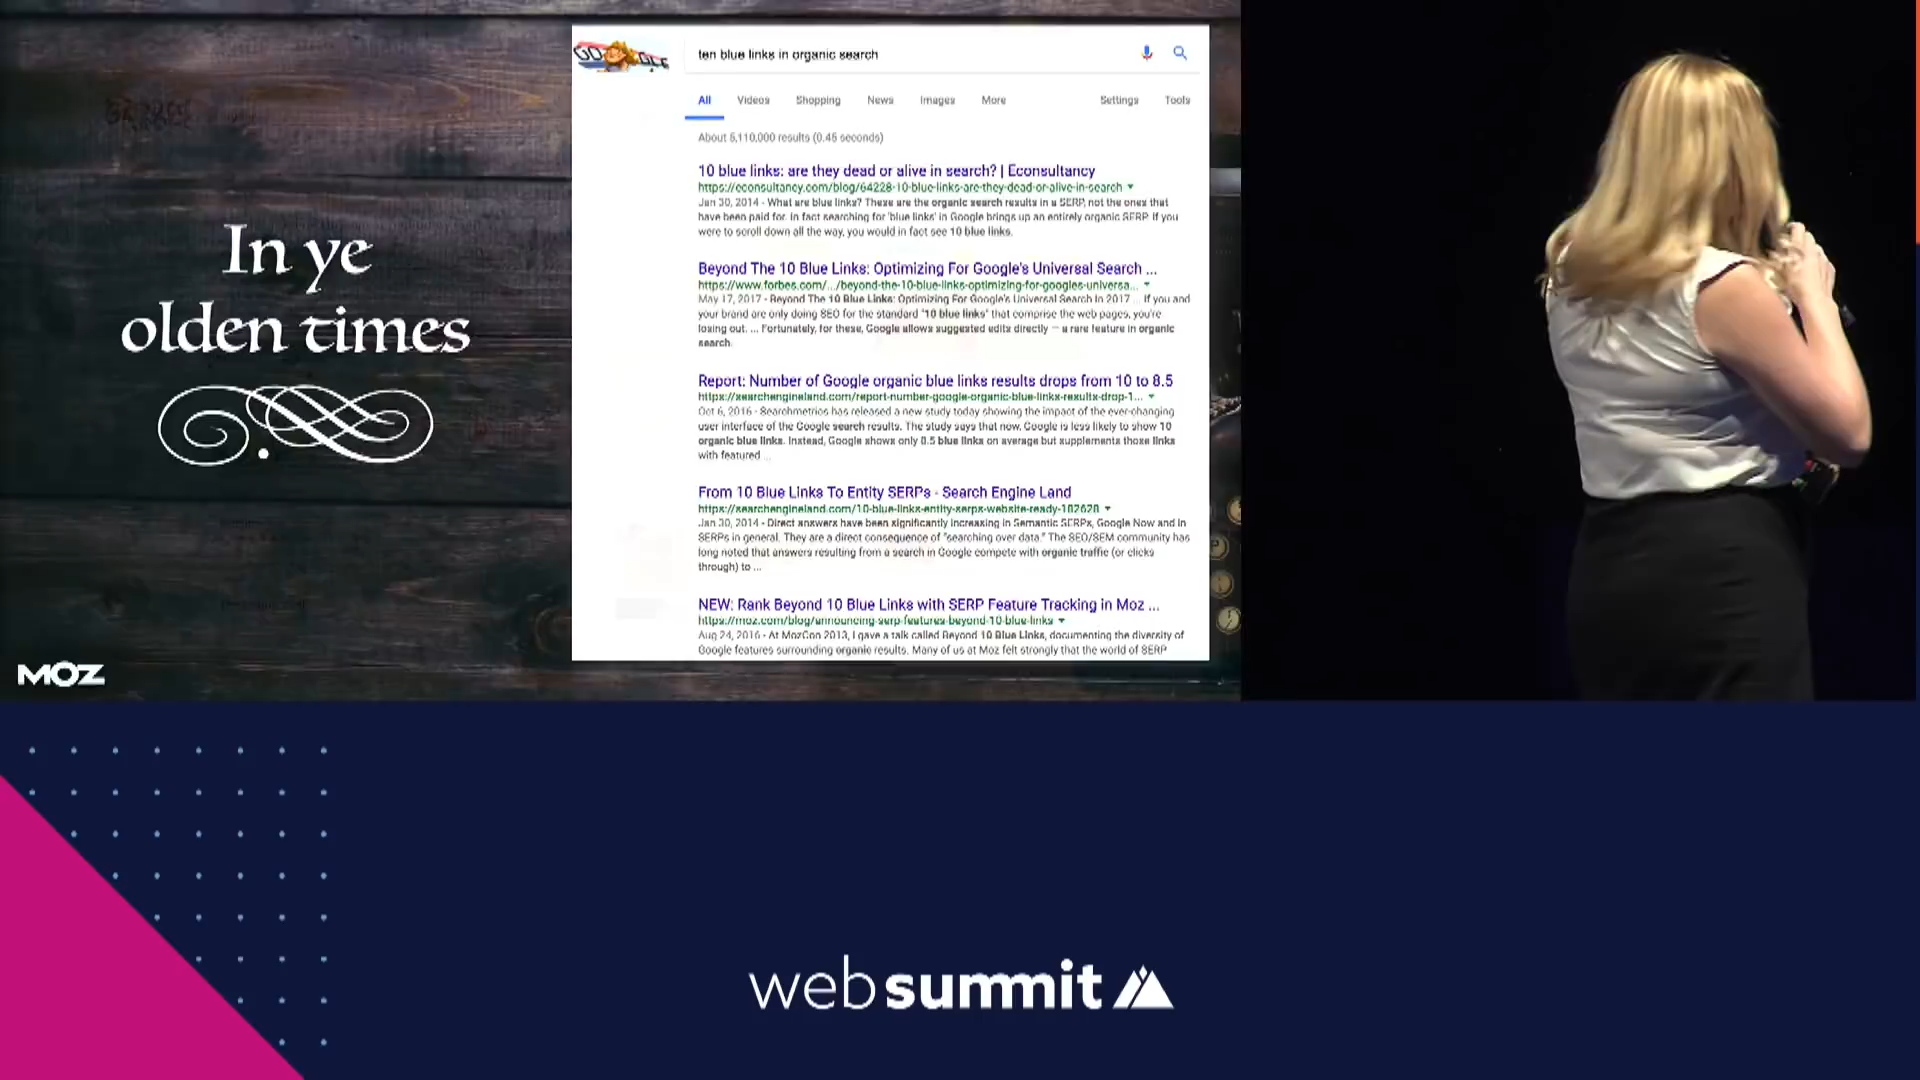 In ye
olden times
MOZ
GOOGLE
ten blue links in organic search
All Videos Shopping News Images More Settings Tools
About 5,110,000 results (0.45 seconds)
10 blue links: are they dead or alive in search? | Econsultancy
https://econsultancy.com/blog/64228-10-blue-links-are-they-dead-or-alive-in-search
Jan 30, 2014 - What are blue links? These are the organic search results in a SERP, not the ones that
have been paid for. In fact searching for 'blue links' in Google brings up an entirely organic SERP. If you
were to scroll down all the way, you would in fact see 10 blue links.
Beyond The 10 Blue Links: Optimizing For Google's Universal Search ...
https://www.forbes.com/.../beyond-the-10-blue-links-optimizing-for-googles-universa...
May 17, 2017 - Beyond The 10 Blue Links: Optimizing For Google's Universal Search in 2017 ... If you and
your brand are only doing SEO for the standard "10 blue links" that comprise the web pages, you're
losing out. ... Fortunately, for these, Google allows suggested edits directly — a rare feature in organic
search.
Report: Number of Google organic blue links results drops from 10 to 8.5
https://searchengineland.com/report-number-google-organic-blue-links-results-drop-1...
Oct 6, 2016 - Searchmetrics has released a new study today showing the impact of the ever-changing
user interface of the Google search results. The study says that now, Google is less likely to show 10
organic blue links. Instead, Google shows only 8.5 blue links on average but supplements those links
with featured ...
From 10 Blue Links To Entity SERPs - Search Engine Land
https://searchengineland.com/10-blue-links-entity-serps-website-ready-182628
Jan 30, 2014 - Direct answers have been significantly increasing in Semantic SERPs, Google Now and in
SERPs in general. They are a direct consequence of "searching over data." The SEO/SEM community has
long noted that answers resulting from a search in Google compete with organic traffic (or clicks
through) to ...
NEW: Rank Beyond 10 Blue Links with SERP Feature Tracking in Moz ...
https://moz.com/blog/announcing-serp-features-beyond-10-blue-links
Aug 24, 2016 - At MozCon 2013, I gave a talk called Beyond 10 Blue Links, documenting the diversity of
Google features surrounding organic results. Many of us at Moz felt strongly that the world of SERP
web summit